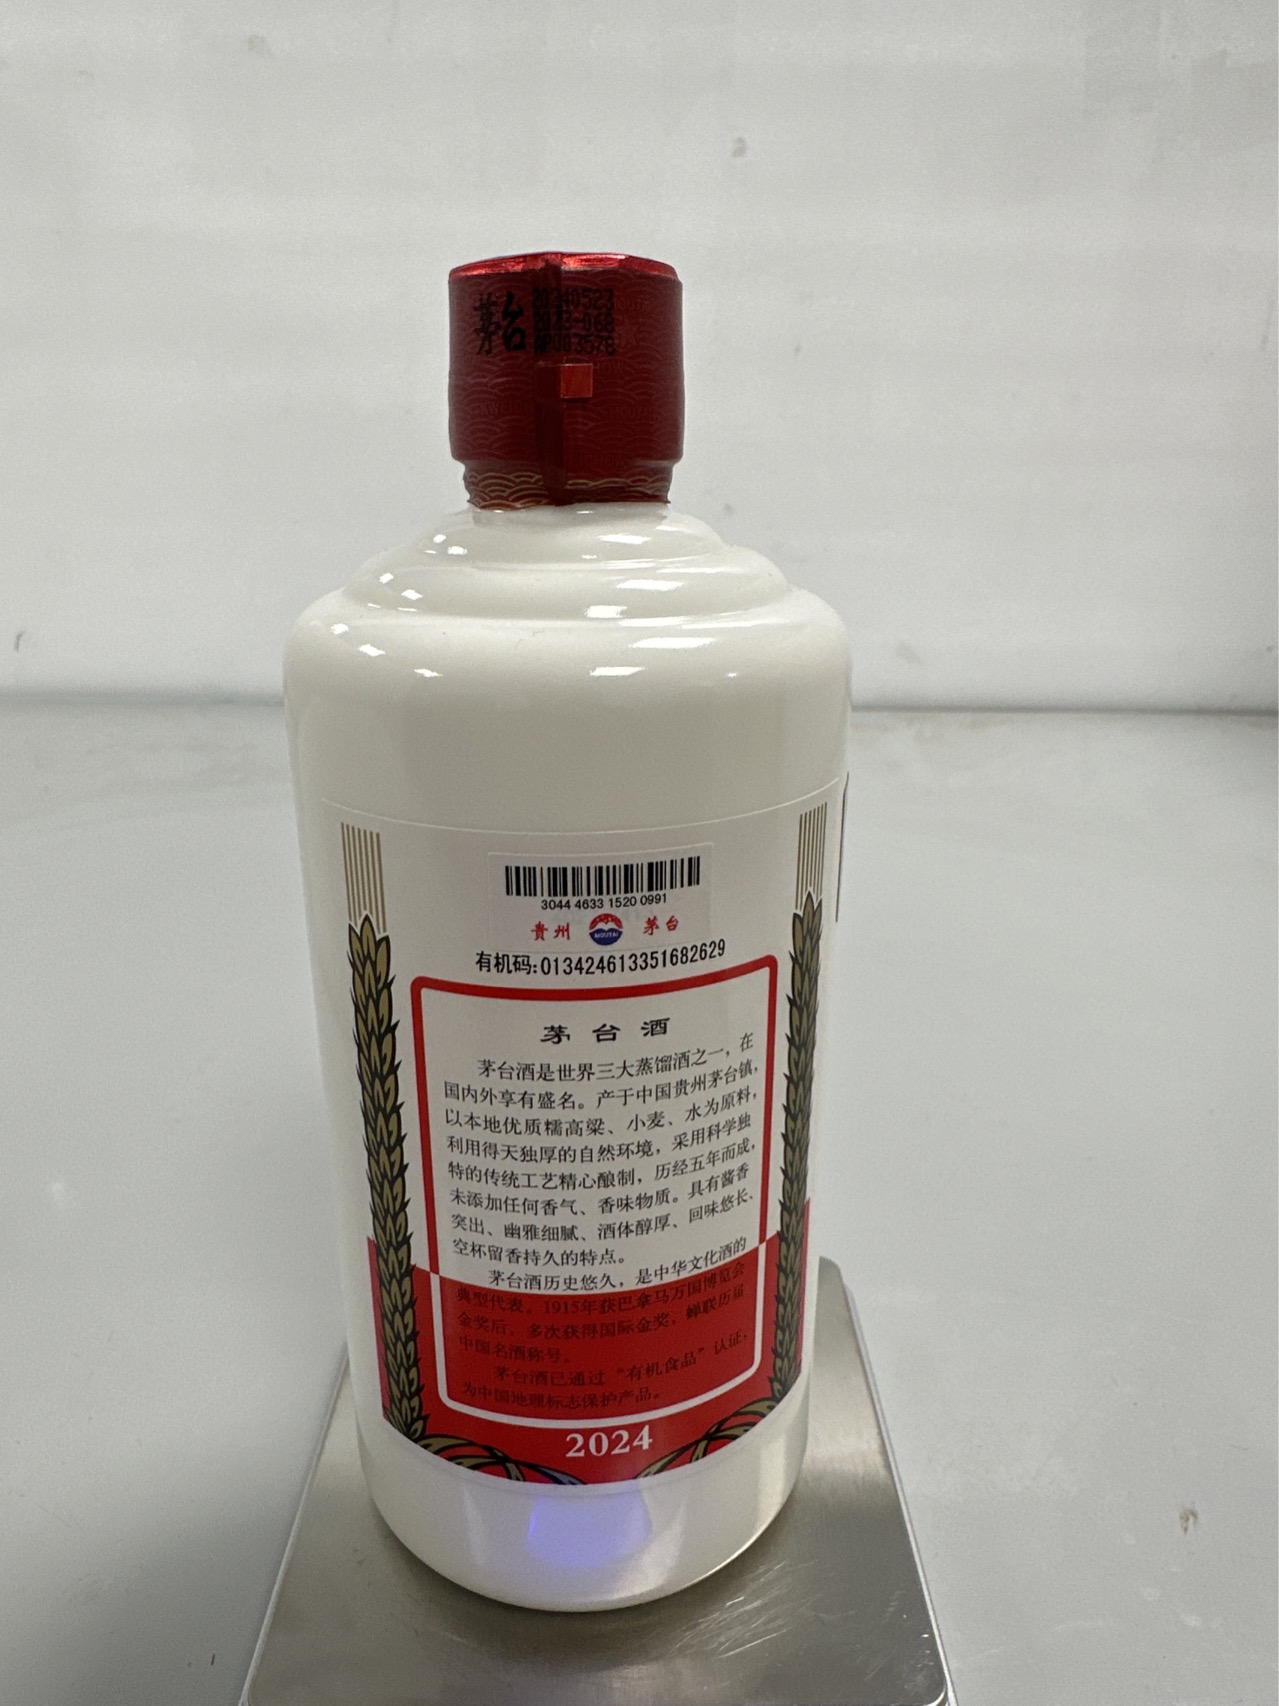 茅台
20240523
2023-068
AP003578
3044 4633 1520 0991
贵州 MOUTAI 茅台
有机码:013424613351682629
茅台酒
茅台酒是世界三大蒸馏酒之一，在
国内外享有盛名。产于中国贵州茅台镇，
以本地优质糯高粱、小麦、水为原料，
利用得天独厚的自然环境，采用科学独
特的传统工艺精心酿制，历经五年而成，
未添加任何香气、香味物质。具有酱香
突出、幽雅细腻、酒体醇厚、回味悠长、
空杯留香持久的特点。
茅台酒历史悠久，是中华文化酒的
典型代表。1915年获巴拿马万国博览会
金奖后，多次获得国际金奖，蝉联历届
中国名酒称号。
茅台酒已通过“有机食品”认证，
为中国地理标志保护产品。
2024